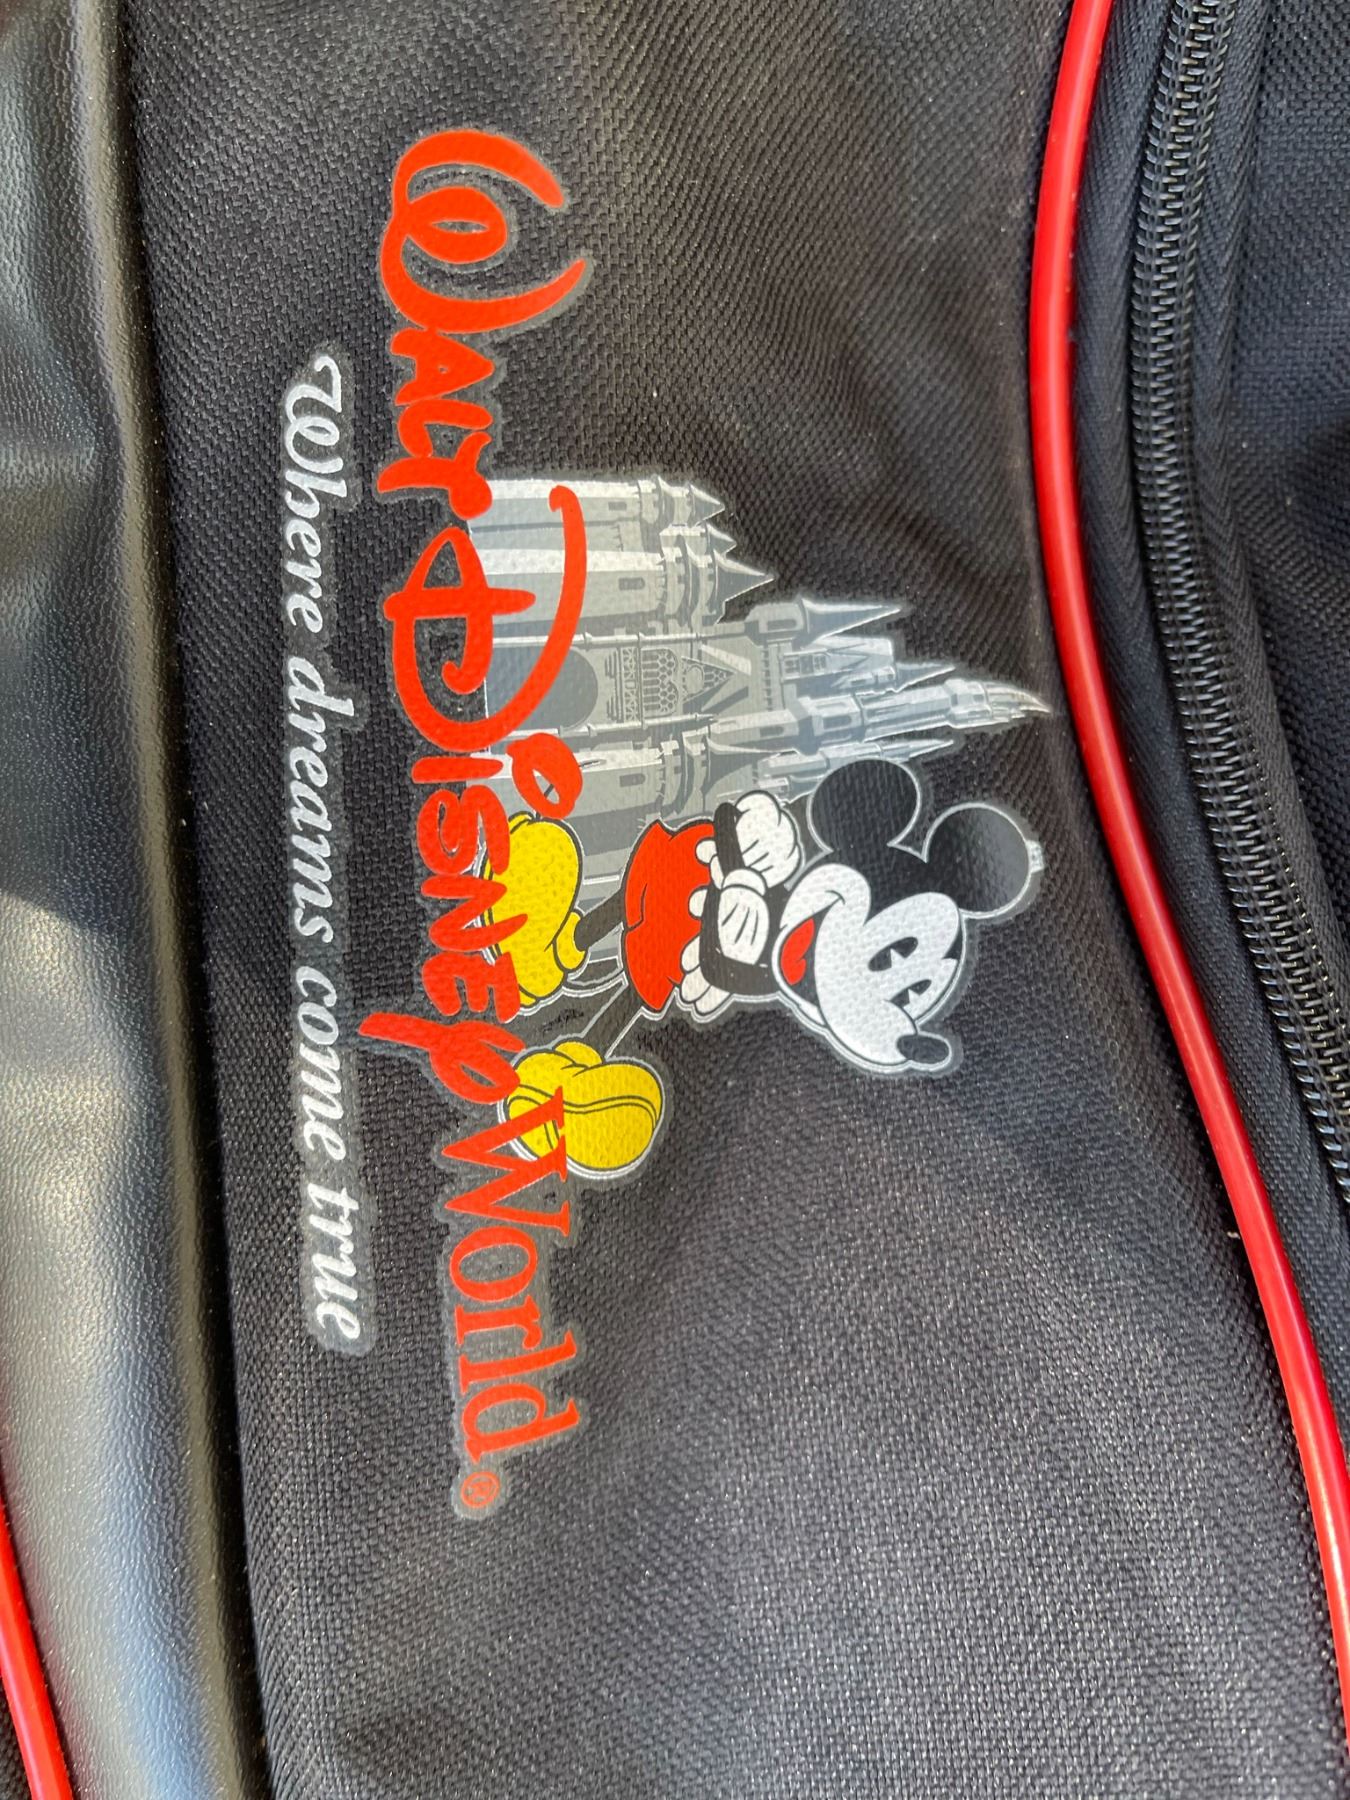 Walt Disney World®
Where dreams come true